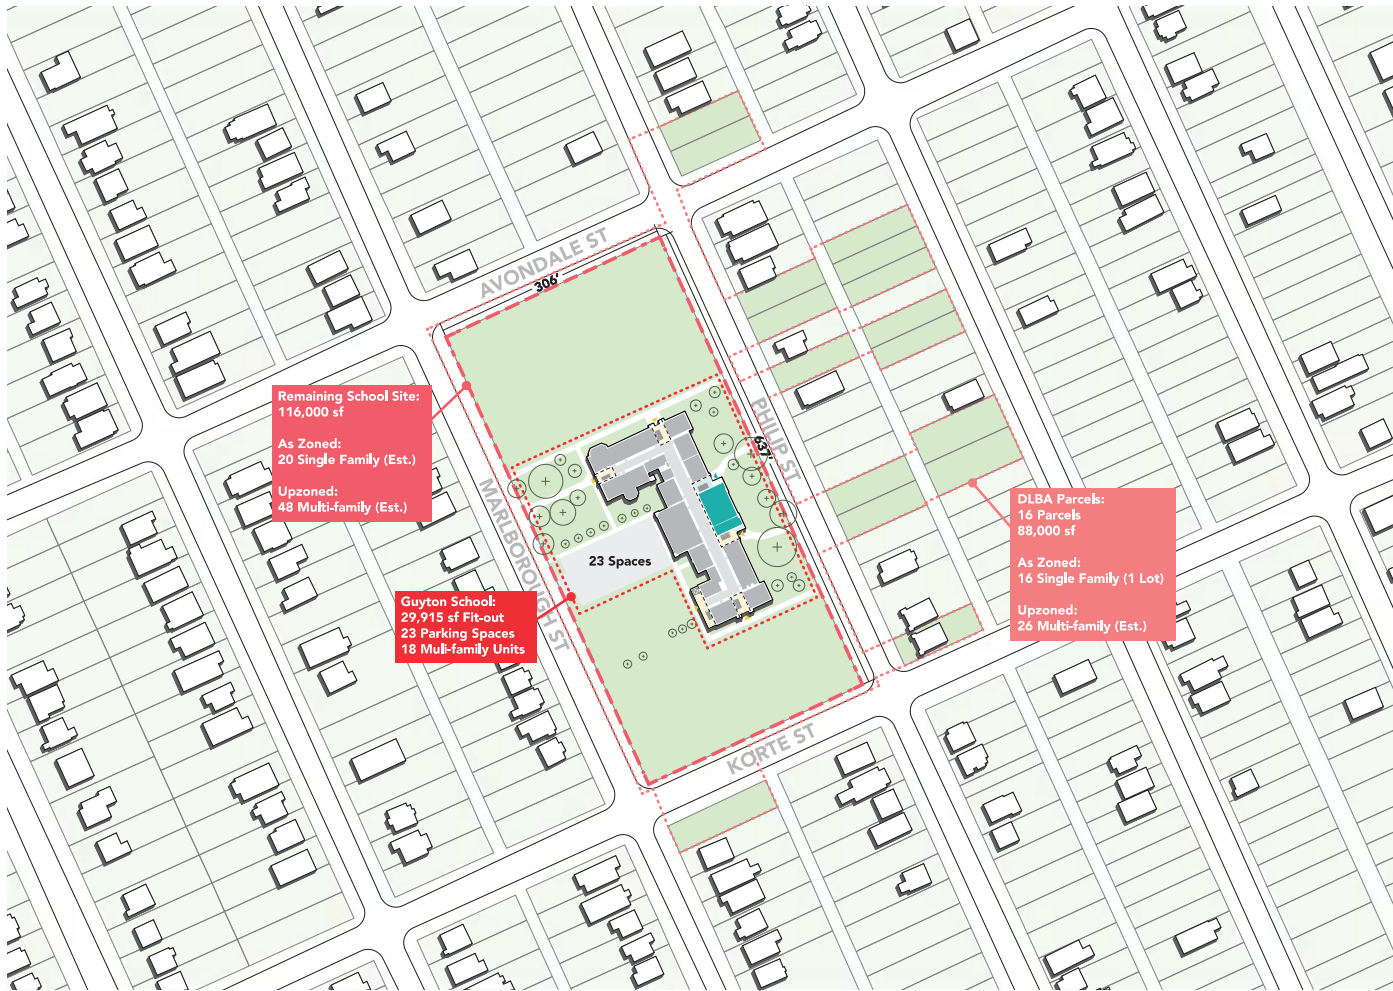 AVONDALE ST
306'
Remaining School Site:
116,000 sf
As Zoned:
20 Single Family (Est.)
Upzoned:
48 Multi-family (Est.)
PHILIP ST
637'
MARLBOROUGH ST
DLBA Parcels:
16 Parcels
88,000 sf
As Zoned:
16 Single Family (1 Lot)
Upzoned:
26 Multi-family (Est.)
23 Spaces
Guyton School:
29,915 sf Fit-out
23 Parking Spaces
18 Muli-family Units
KORTE ST